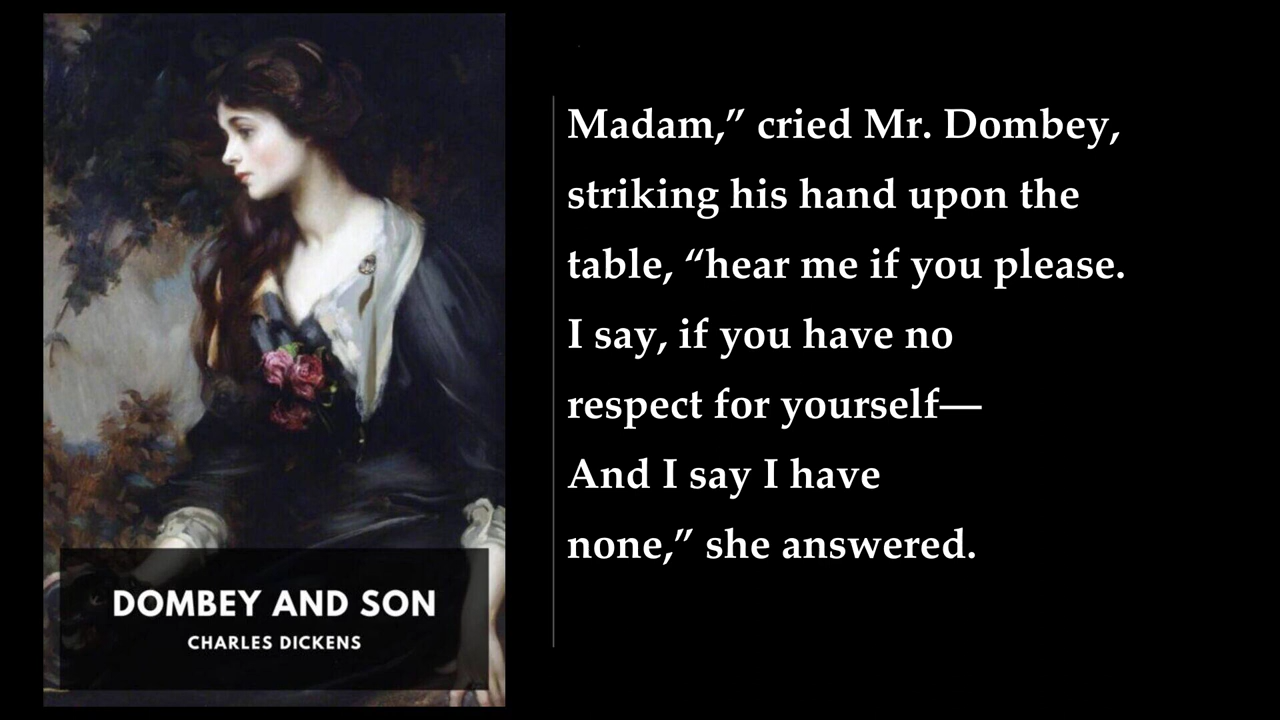 DOMBEY AND SON
CHARLES DICKENS
Madam,” cried Mr. Dombey,
striking his hand upon the
table, “hear me if you please.
I say, if you have no
respect for yourself—
And I say I have
none,” she answered.